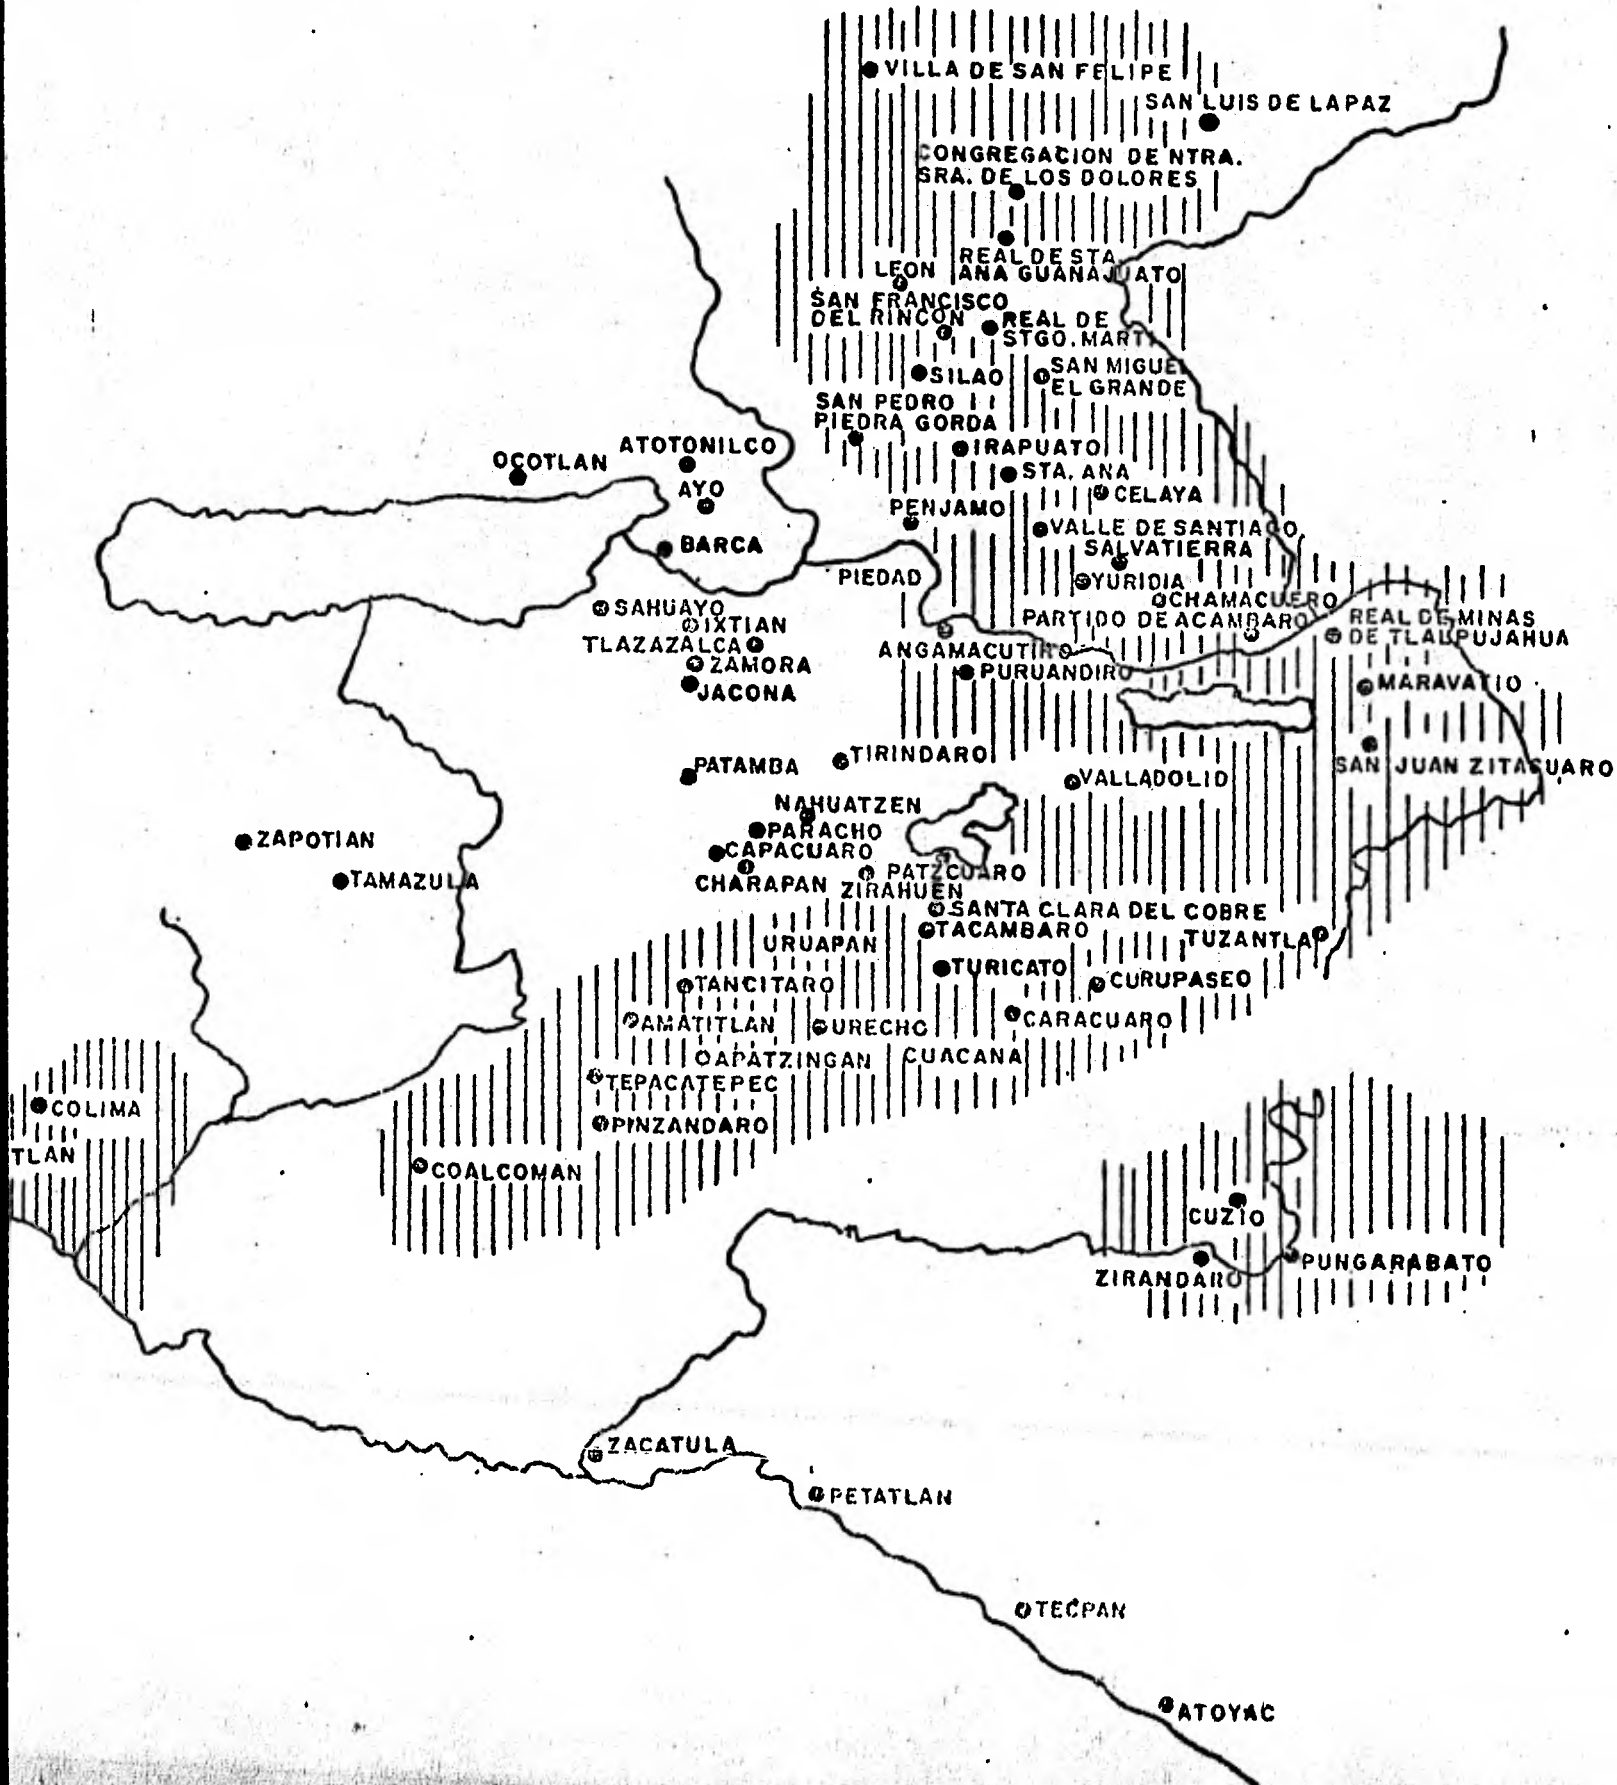 VILLA DE SAN FELIPE
SAN LUIS DE LA PAZ
CONGREGACION DE NTRA.
SRA. DE LOS DOLORES
REAL DE STA
ANA GUANAJUATO
LEON
SAN FRANCISCO
DEL RINCON
REAL DE
STGO. MARTI
SILAO
SAN MIGUEL
EL GRANDE
SAN PEDRO
PIEDRA GORDA
IRAPUATO
ATOTONILCO
OCOTLAN
STA. ANA
AYO
CELAYA
PENJAMO
VALLE DE SANTIAGO
BARCA
SALVATIERRA
PIEDAD
YURIDIA
CHAMACUERO
SAHUAYO
IXTIAN
PARTIDO DE ACAMBARO
REAL DE MINAS
DE TLALPUJAHUA
TLAZAZALCA
ANGAMACUTIRO
ZAMORA
PURUANDIRO
JACONA
MARAVATIO
TIRINDARO
PATAMBA
SAN JUAN ZITACUARO
VALLADOLID
NAHUATZEN
PARACHO
ZAPOTIAN
CAPACUARO
PATZCUARO
TAMAZULA
CHARAPAN
ZIRAHUEN
SANTA CLARA DEL COBRE
TACAMBARO
TUZANTLA
URUAPAN
TURICATO
CURUPASEO
TANCITARO
CARACUARO
AMATITLAN
URECHO
OAPATZINGAN
CUACANA
TEPACATEPEC
COLIMA
PINZANDARO
TLAN
COALCOMAN
CUZIO
PUNGARABATO
ZIRANDARO
ZACATULA
PETATLAN
TECPAN
ATOYAC